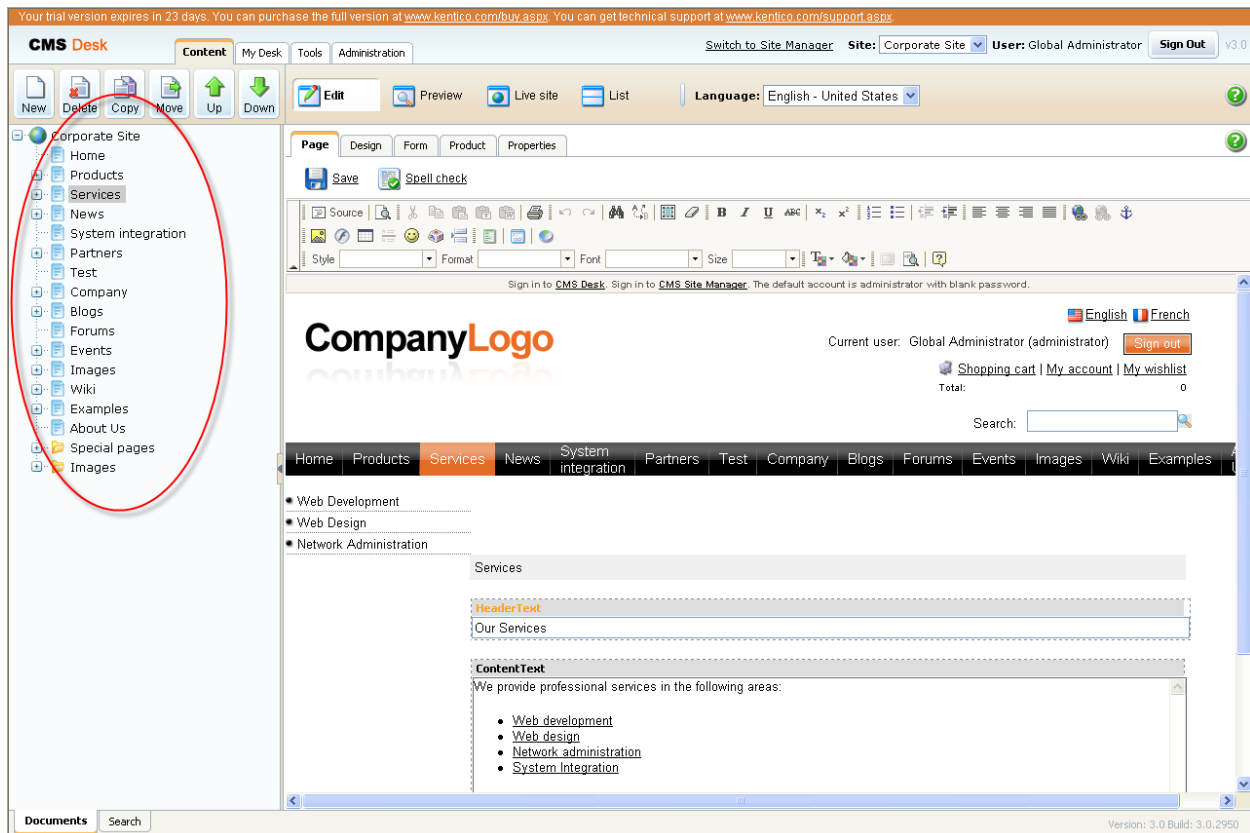 Your trial version expires in 23 days. You can purchase the full version at www.kentico.com/buy.aspx. You can get technical support at www.kentico.com/support.aspx.
CMS Desk
Content My Desk Tools Administration
Switch to Site Manager Site: Corporate Site User: Global Administrator Sign Out v3.0
New Delete Copy Move Up Down
Edit Preview Live site List Language: English - United States
Corporate Site
Home
Products
Services
News
System integration
Partners
Test
Company
Blogs
Forums
Events
Images
Wiki
Examples
About Us
Special pages
Images
Page Design Form Product Properties
Save Spell check
Source
Style Format Font Size
Sign in to CMS Desk. Sign in to CMS Site Manager. The default account is administrator with blank password.
English French
CompanyLogo
Current user: Global Administrator (administrator) Sign out
Shopping cart | My account | My wishlist
Total: 0
Search:
Home Products Services News System integration Partners Test Company Blogs Forums Events Images Wiki Examples
Web Development
Web Design
Network Administration
Services
HeaderText
Our Services
ContentText
We provide professional services in the following areas:
Web development
Web design
Network administration
System Integration
Documents Search
Version: 3.0 Build: 3.0.2950